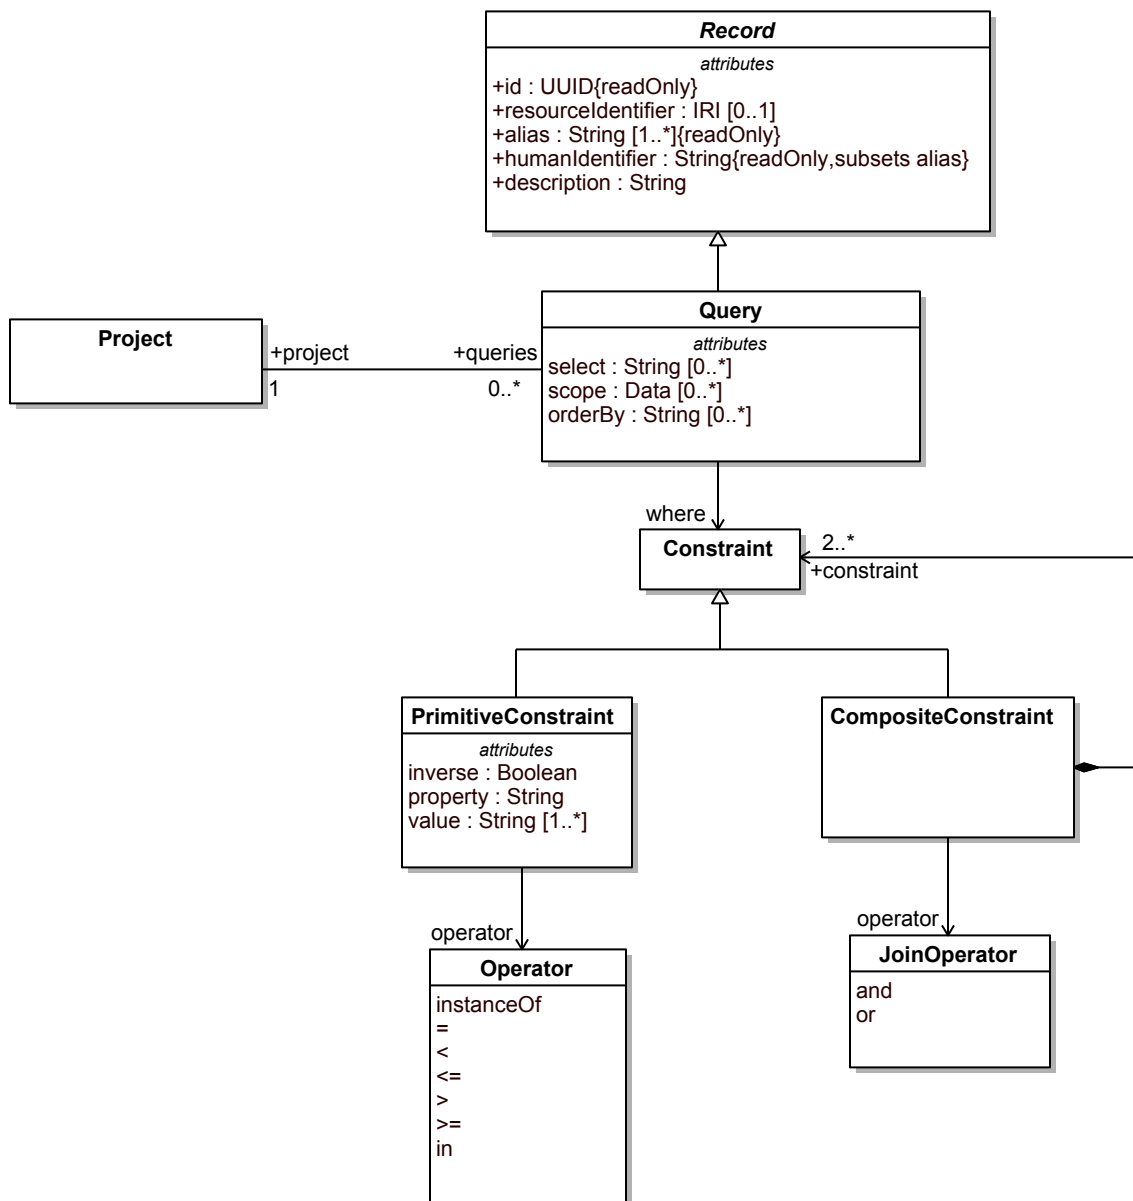 Record
attributes
+id : UUID{readOnly}
+resourceIdentifier : IRI [0..1]
+alias : String [1..*]{readOnly}
+humanIdentifier : String{readOnly,subsets alias}
+description : String
Project
+project
1
+queries
0..*
Query
attributes
select : String [0..*]
scope : Data [0..*]
orderBy : String [0..*]
where
Constraint
2..*
+constraint
PrimitiveConstraint
attributes
inverse : Boolean
property : String
value : String [1..*]
CompositeConstraint
operator
Operator
instanceOf
=
<
<=
>
>=
in
operator
JoinOperator
and
or